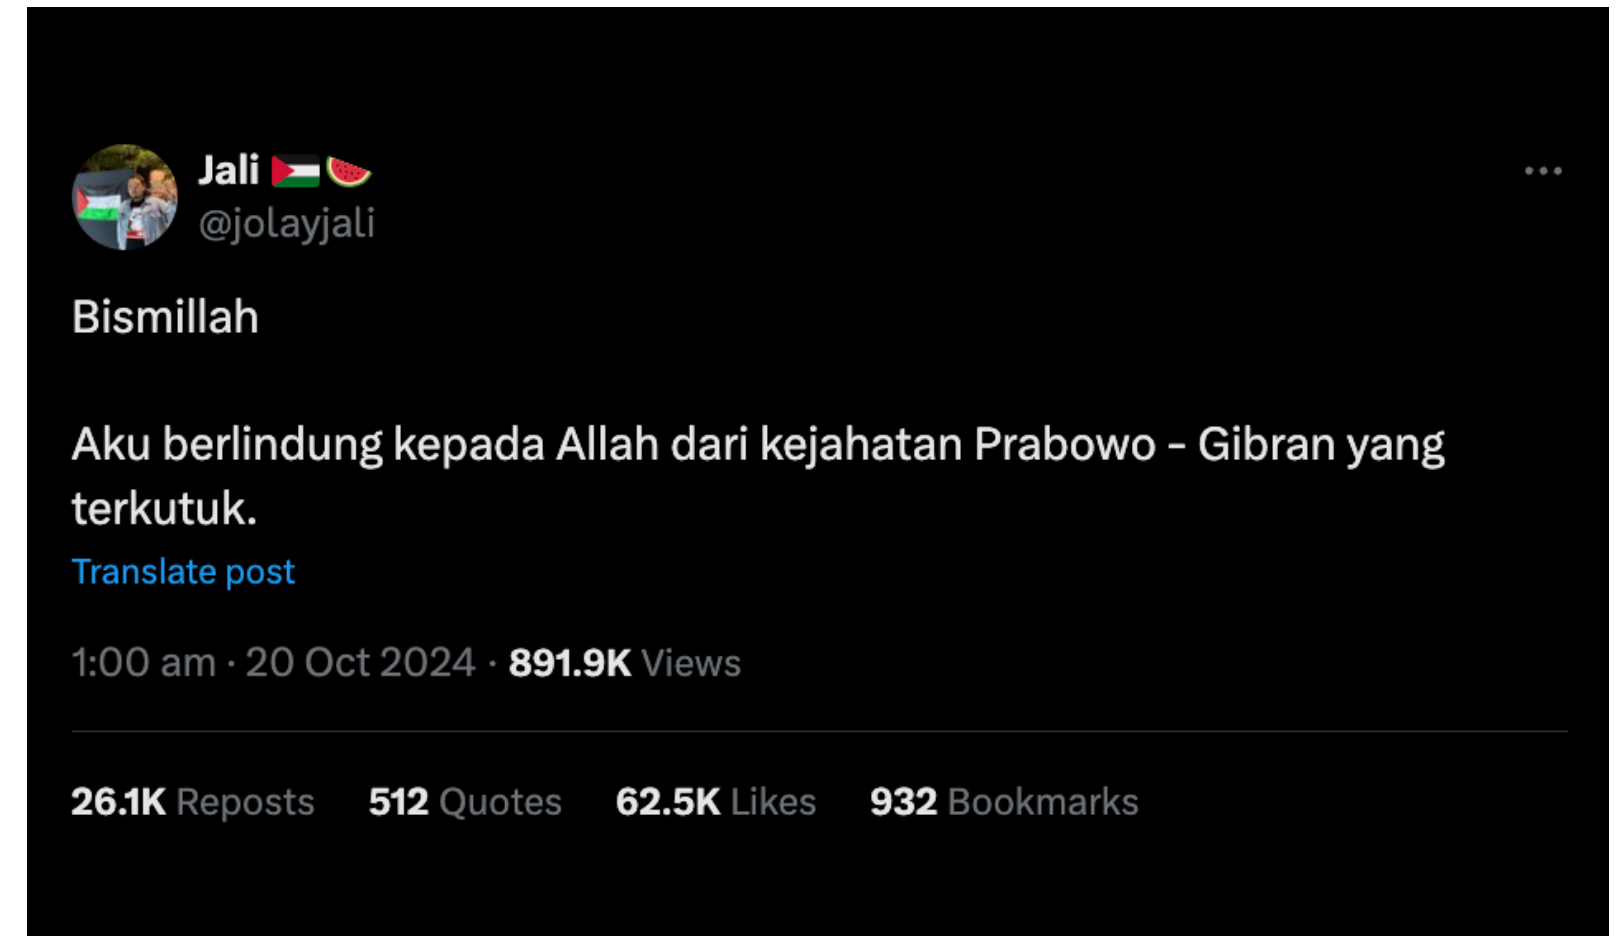 Jali 🇵🇸🍉
@jolayjali
Bismillah
Aku berlindung kepada Allah dari kejahatan Prabowo – Gibran yang
terkutuk.
Translate post
1:00 am · 20 Oct 2024 · 891.9K Views
26.1K Reposts 512 Quotes 62.5K Likes 932 Bookmarks